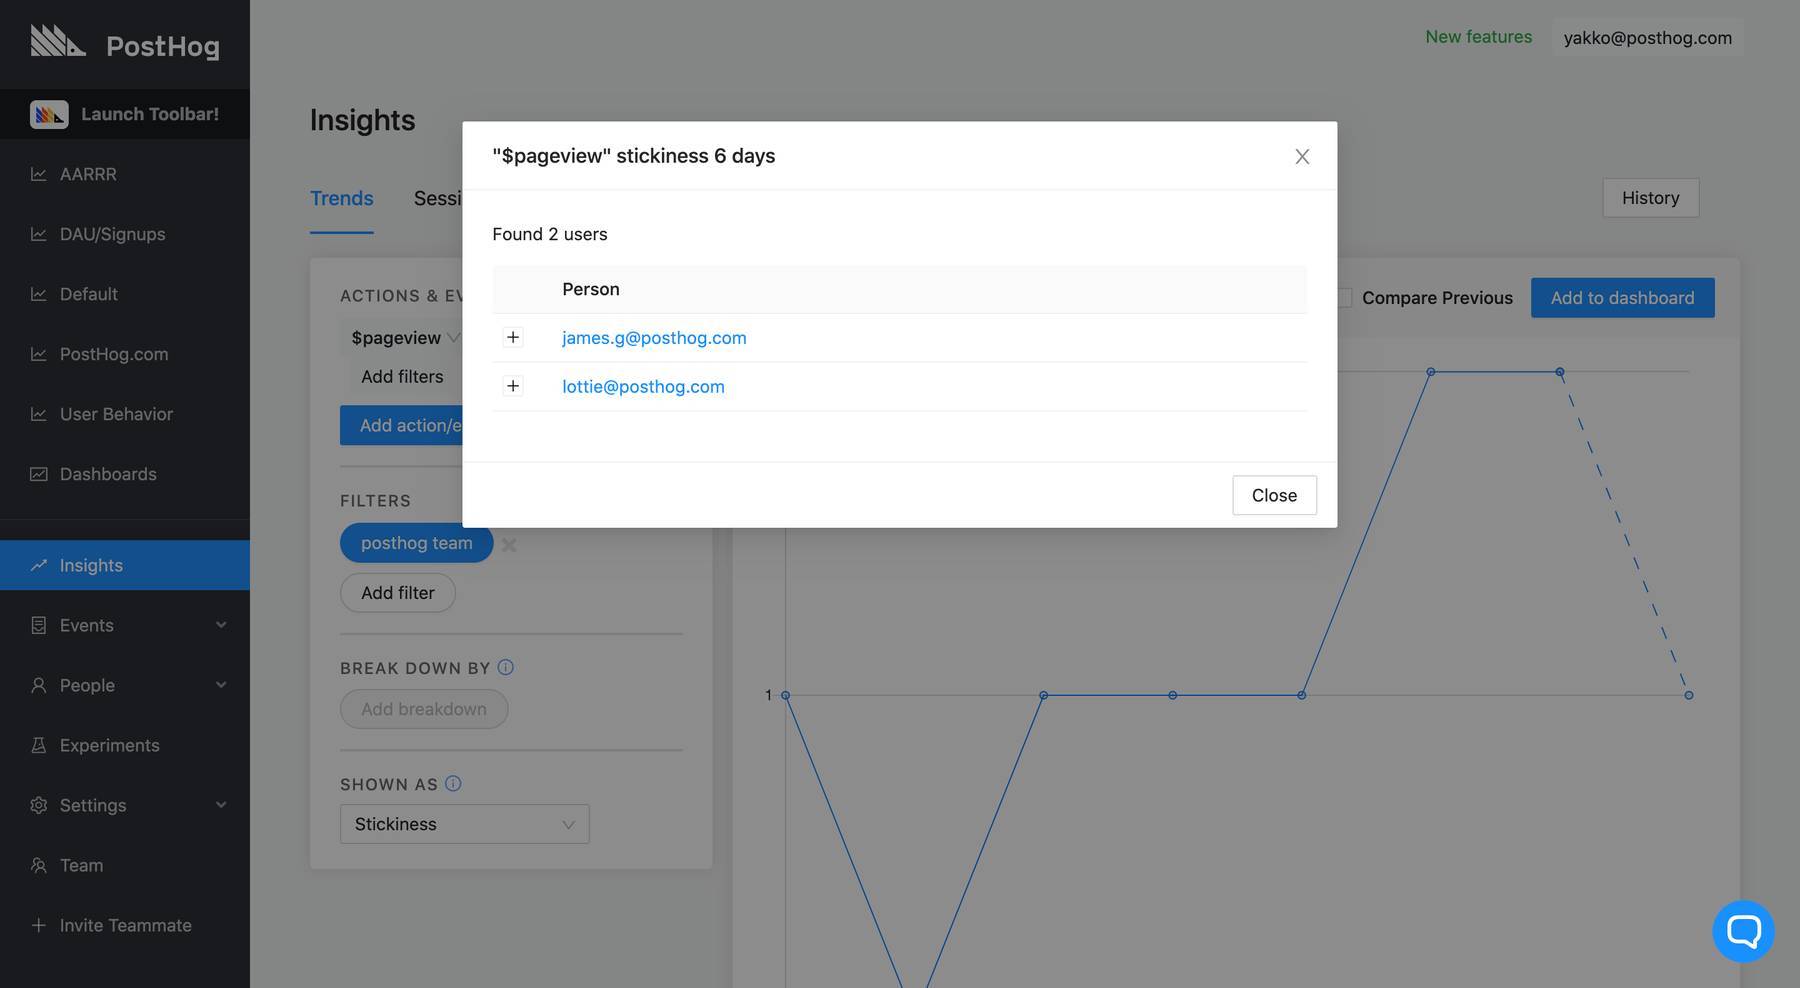 PostHog
Launch Toolbar!
AARRR
DAU/Signups
Default
PostHog.com
User Behavior
Dashboards
Insights
Events
People
Experiments
Settings
Team
Invite Teammate
New features
yakko@posthog.com
Insights
Trends
Sessi
History
ACTIONS & EV
$pageview
Add filters
Add action/e
FILTERS
posthog team
Add filter
BREAK DOWN BY
Add breakdown
SHOWN AS
Stickiness
"$pageview" stickiness 6 days
Found 2 users
Person
james.g@posthog.com
lottie@posthog.com
Close
Compare Previous
Add to dashboard
1